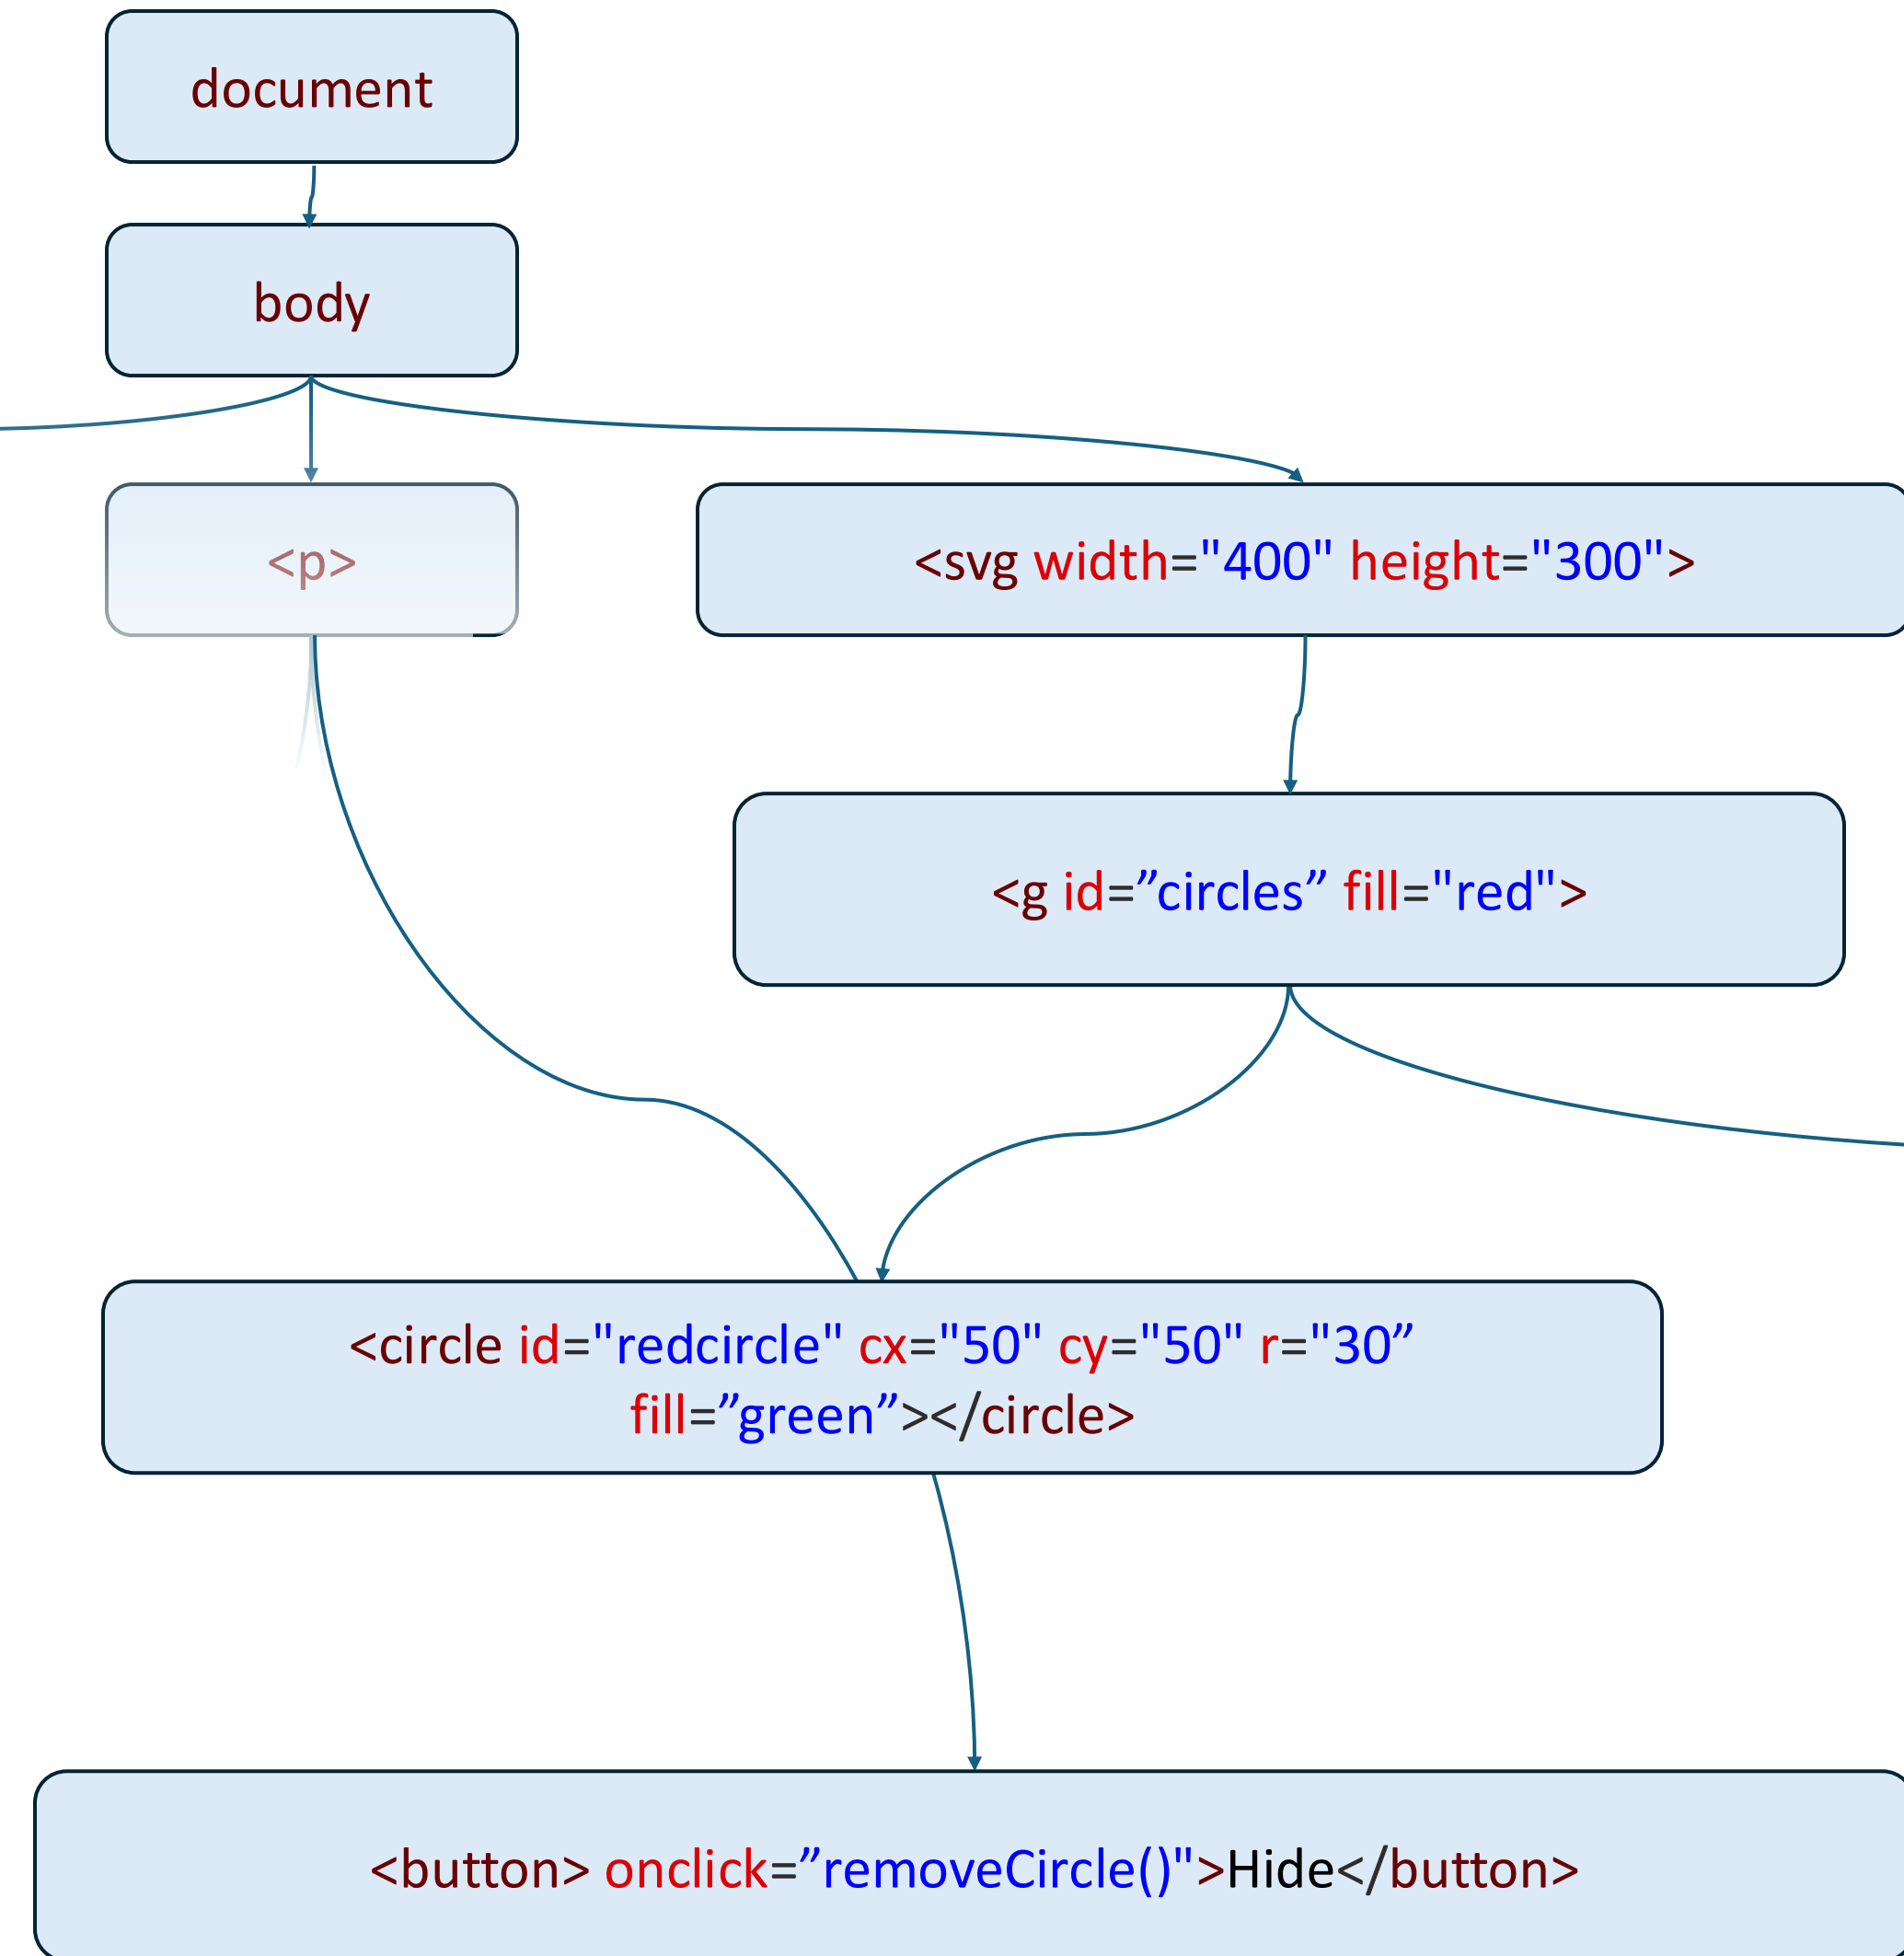 document
body
<p>
<svg width="400" height="300">
<g id=”circles” fill="red">
<circle id="redcircle" cx="50" cy="50" r="30”
fill=”green”></circle>
<button> onclick=”removeCircle()">Hide</button>